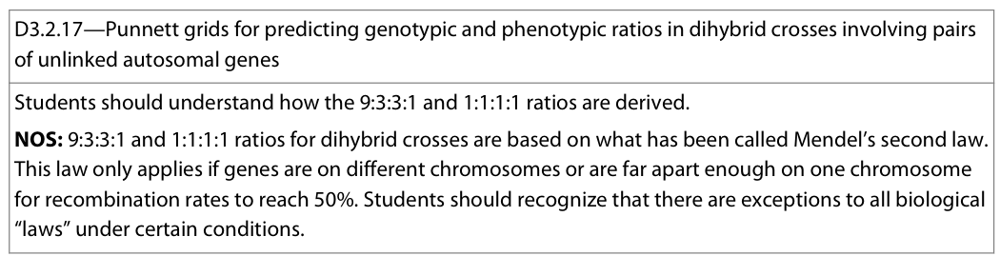 D3.2.17—Punnett grids for predicting genotypic and phenotypic ratios in dihybrid crosses involving pairs
of unlinked autosomal genes
Students should understand how the 9:3:3:1 and 1:1:1:1 ratios are derived.
NOS: 9:3:3:1 and 1:1:1:1 ratios for dihybrid crosses are based on what has been called Mendel’s second law.
This law only applies if genes are on different chromosomes or are far apart enough on one chromosome
for recombination rates to reach 50%. Students should recognize that there are exceptions to all biological
“laws” under certain conditions.